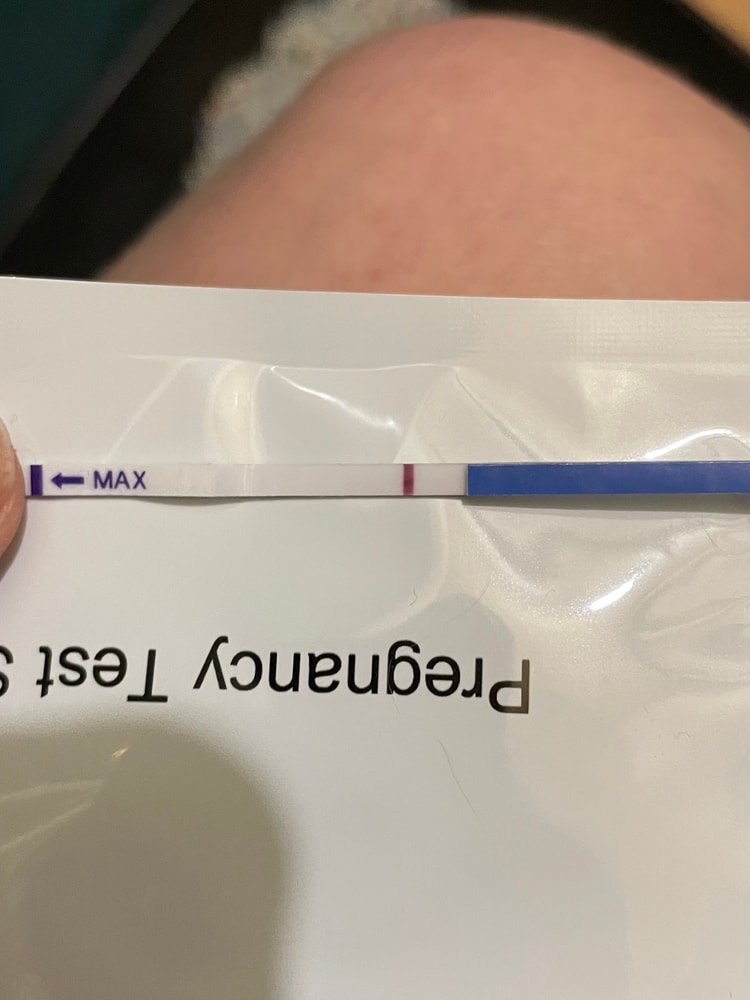 ← MAX
Pregnancy Test S